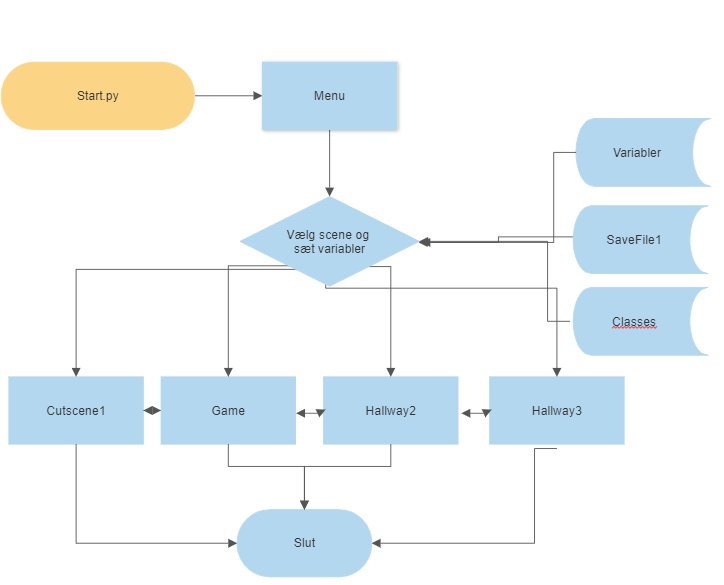 Start.py
Menu
Variabler
Vælg scene og
sæt variabler
SaveFile1
Classes
Cutscene1
Game
Hallway2
Hallway3
Slut